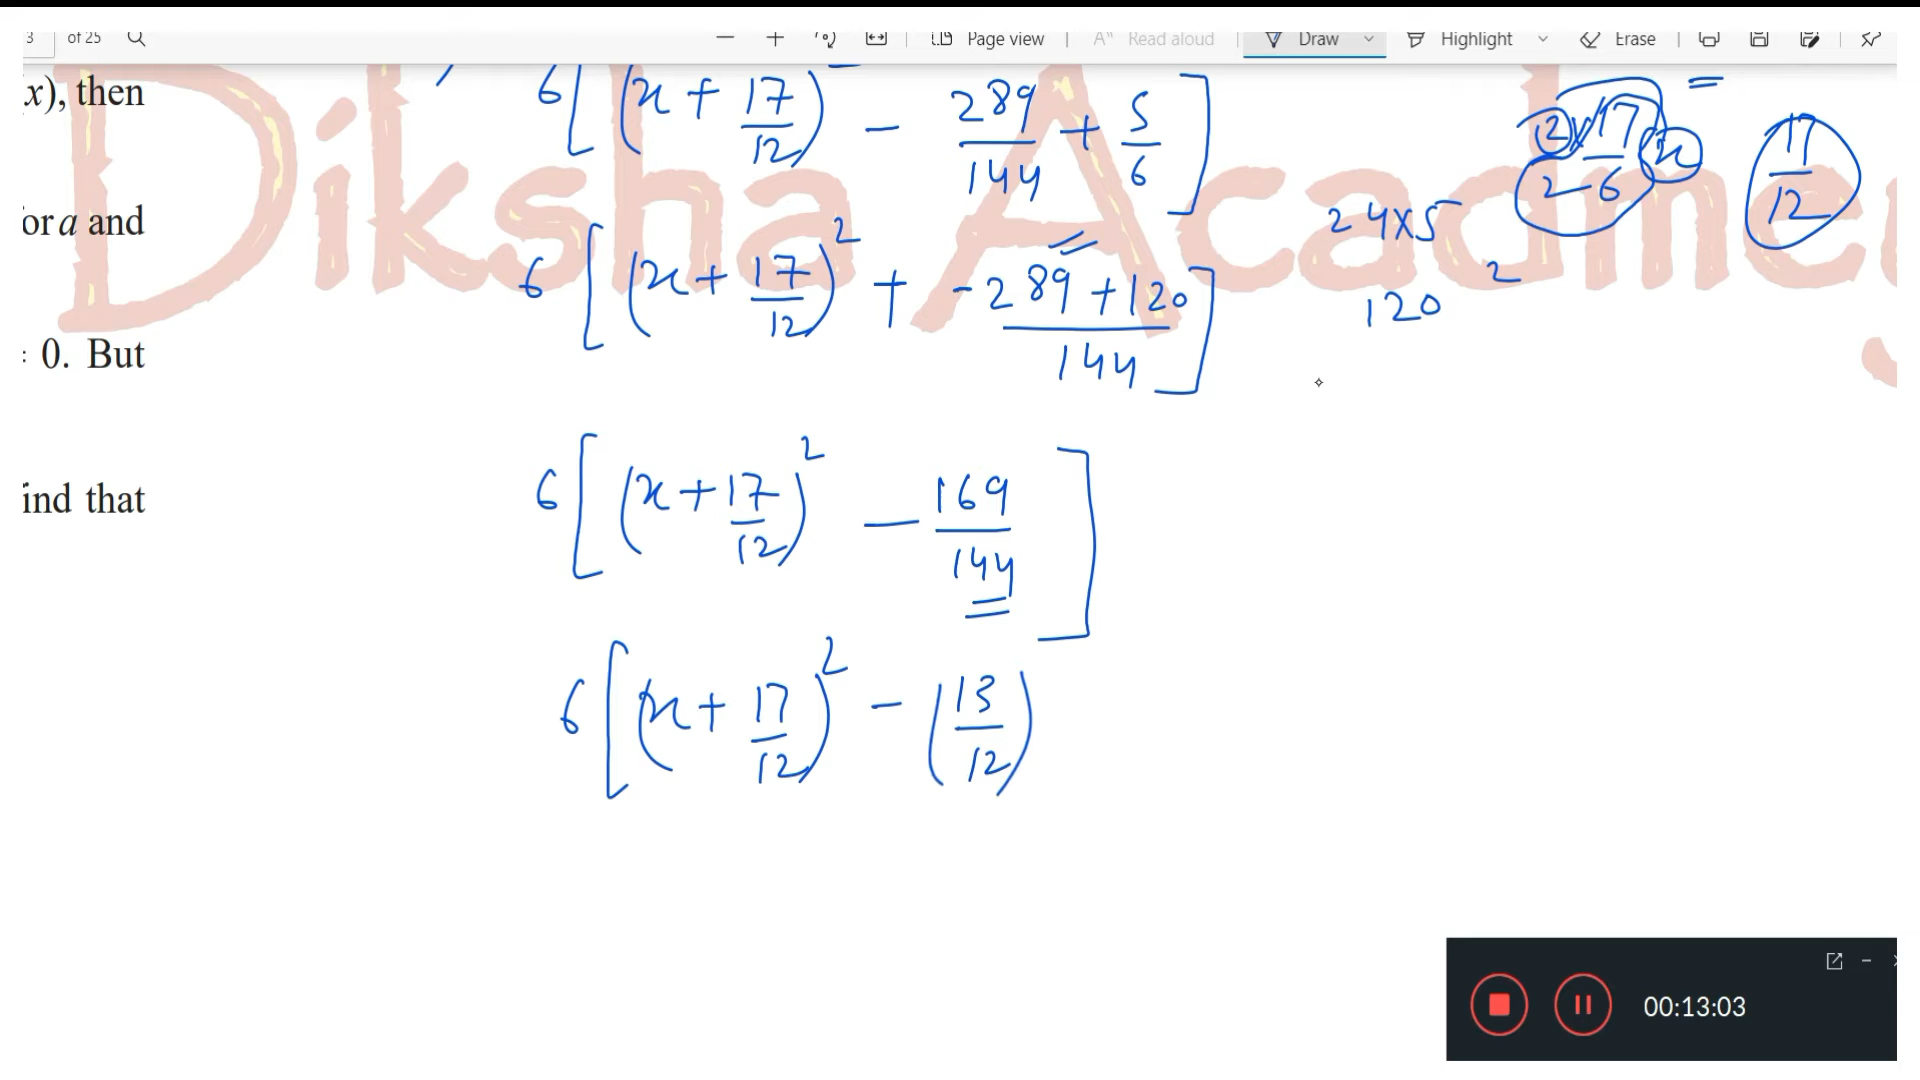 3 of 25 Page view Read aloud Draw Highlight Erase
Diksha Academy
x), then
or a and
= 0. But
ind that
6[(x + 17/12)² - 289/144 + 5/6]
6[(x + 17/12)² + -289 + 120/144]
6[(x + 17/12)² - 169/144]
6[(x + 17/12)² - (13/12)
=
2 x 17/2-6 x
17/12
24x5
2
120
00:13:03